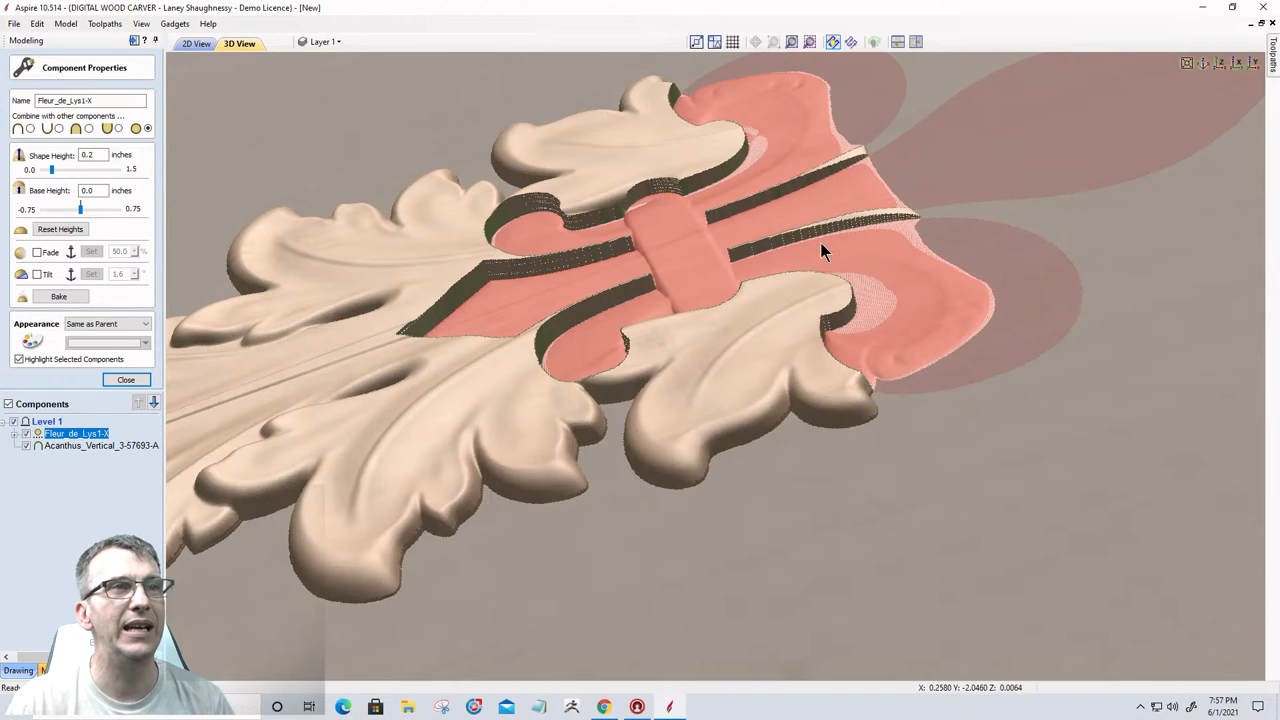 Aspire 10.514 - (DIGITAL WOOD CARVER - Laney Shaughnessy - Demo Licence) - [New]
File Edit Model Toolpaths View Gadgets Help
Modeling
2D View 3D View Layer 1
Toolpaths
Component Properties
Name Fleur_de_Lys1-X
Combine with other components ...
Shape Height: 0.2 inches
0.0 1.5
Base Height: 0.0 inches
-0.75 0.75
Reset Heights
Fade Set 50.0 %
Tilt Set 1.6 °
Bake
Appearance Same as Parent
Highlight Selected Components
Close
Components
Level 1
Fleur_de_Lys1-X
Acanthus_Vertical_3-57693-A
Drawing
X: 0.2580 Y: -2.0460 Z: 0.0064
7:57 PM
6/1/2021